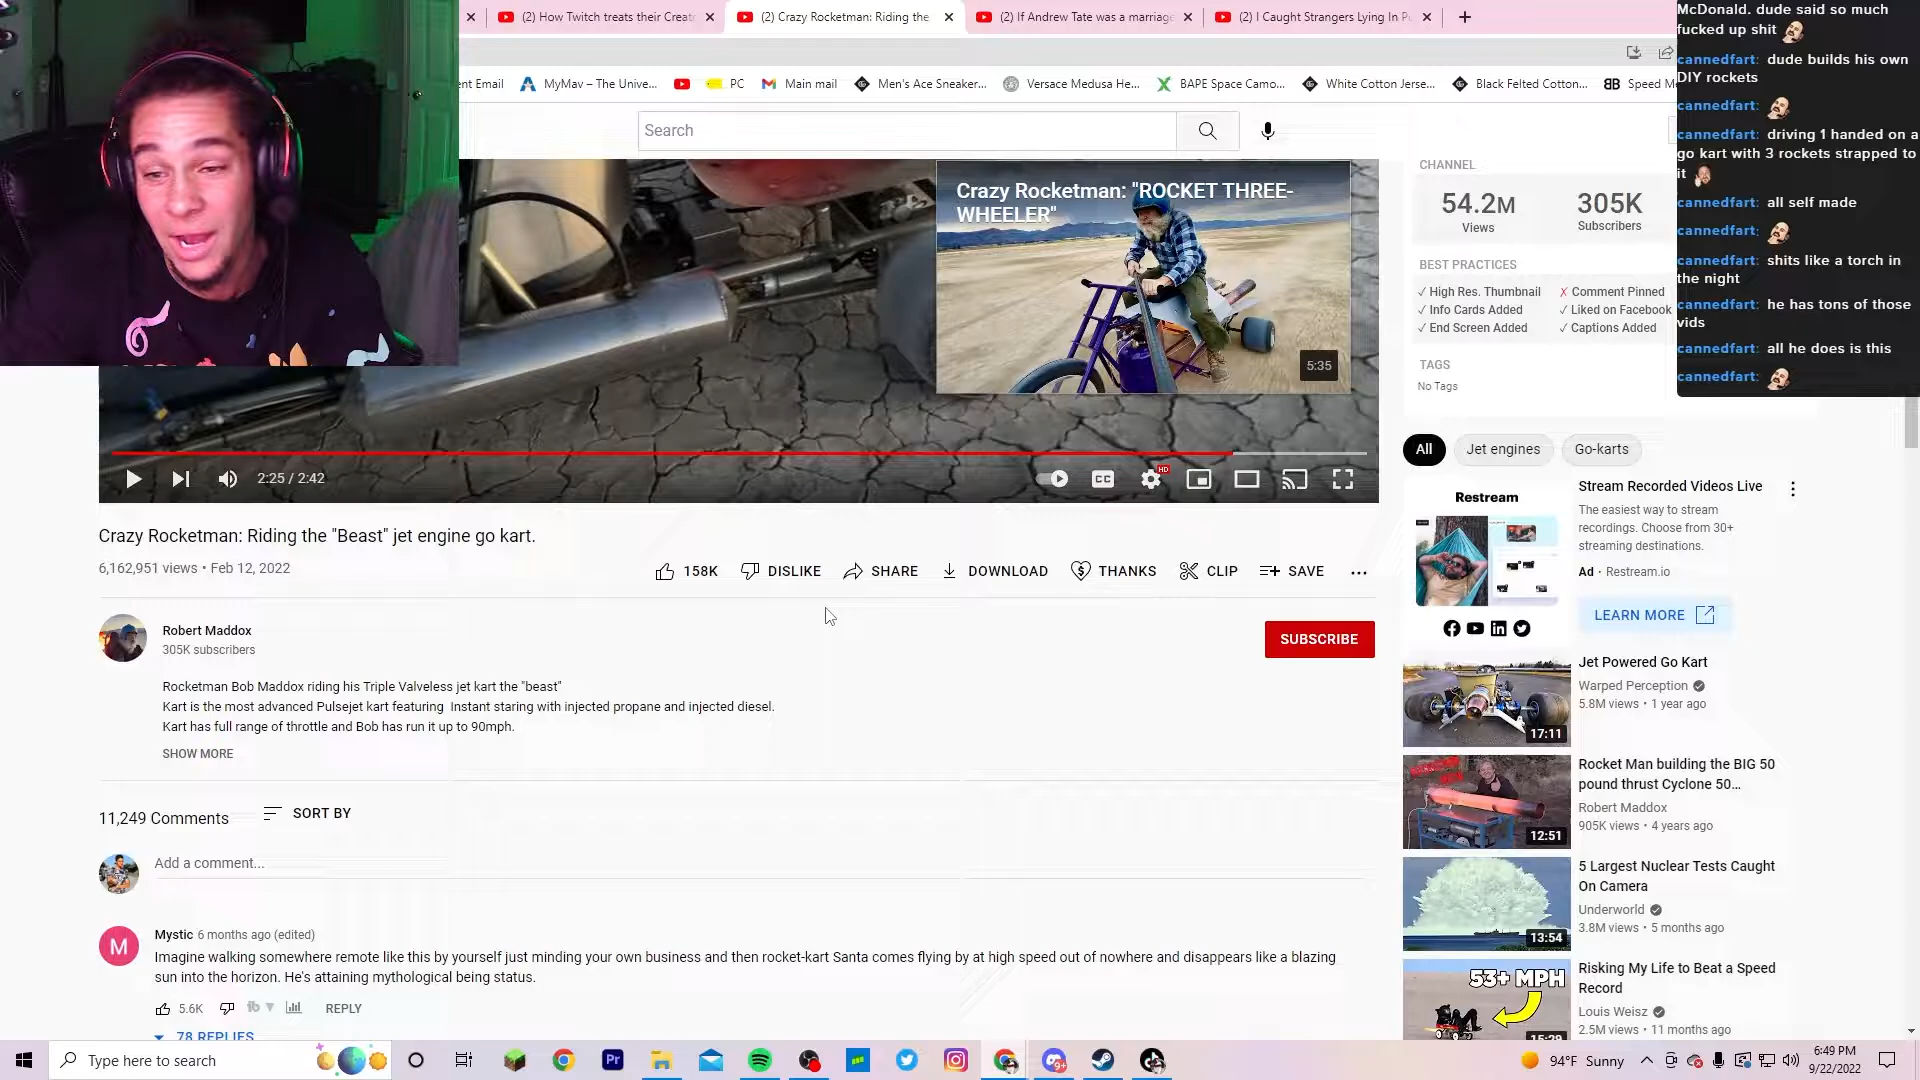 (2) How Twitch treats their Creat
(2) Crazy Rocketman: Riding the
(2) If Andrew Tate was a marriage
(2) I Caught Strangers Lying In Pu
McDonald. dude said so much
fucked up shit
cannedfart: dude builds his own
DIY rockets
cannedfart:
cannedfart: driving 1 handed on a
go kart with 3 rockets strapped to
it
cannedfart: all self made
cannedfart:
cannedfart: shits like a torch in
the night
cannedfart: he has tons of those
vids
cannedfart: all he does is this
cannedfart:
ent Email
MyMav – The Unive...
PC
Main mail
Men's Ace Sneaker...
Versace Medusa He...
BAPE Space Camo...
White Cotton Jerse...
Black Felted Cotton...
BB Speed M
Search
Crazy Rocketman: "ROCKET THREE-
WHEELER"
5:35
CHANNEL
54.2M 305K
Views Subscribers
BEST PRACTICES
✓ High Res. Thumbnail ✗ Comment Pinned
✓ Info Cards Added ✓ Liked on Facebook
✓ End Screen Added ✓ Captions Added
TAGS
No Tags
2:25 / 2:42
CC
HD
Crazy Rocketman: Riding the "Beast" jet engine go kart.
6,162,951 views • Feb 12, 2022
158K DISLIKE SHARE DOWNLOAD THANKS CLIP SAVE ...
Robert Maddox
305K subscribers
SUBSCRIBE
Rocketman Bob Maddox riding his Triple Valveless jet kart the "beast"
Kart is the most advanced Pulsejet kart featuring Instant staring with injected propane and injected diesel.
Kart has full range of throttle and Bob has run it up to 90mph.
SHOW MORE
11,249 Comments SORT BY
Add a comment...
M
Mystic 6 months ago (edited)
Imagine walking somewhere remote like this by yourself just minding your own business and then rocket-kart Santa comes flying by at high speed out of nowhere and disappears like a blazing
sun into the horizon. He's attaining mythological being status.
5.6K REPLY
78 REPLIES
All Jet engines Go-karts
Restream
Stream Recorded Videos Live
The easiest way to stream
recordings. Choose from 30+
streaming destinations.
Ad · Restream.io
LEARN MORE
Jet Powered Go Kart
Warped Perception
5.8M views • 1 year ago
17:11
Rocket Man building the BIG 50
pound thrust Cyclone 50...
Robert Maddox
905K views • 4 years ago
12:51
5 Largest Nuclear Tests Caught
On Camera
Underworld
3.8M views • 5 months ago
13:54
53+ MPH
Risking My Life to Beat a Speed
Record
Louis Weisz
2.5M views • 11 months ago
Type here to search
Pr
9+
94°F Sunny
6:49 PM
9/22/2022